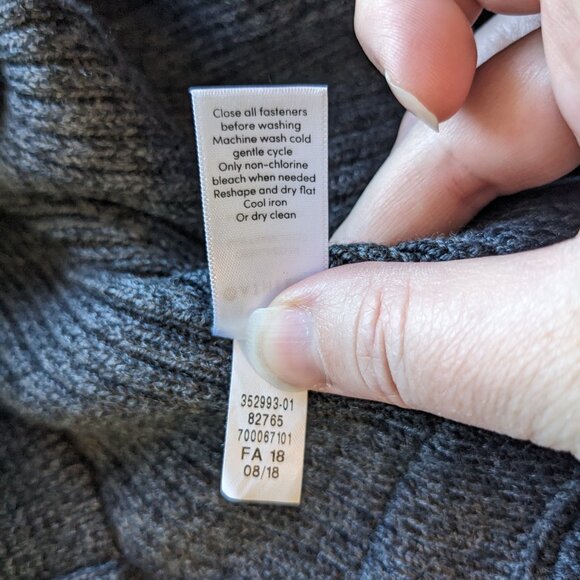 Close all fasteners
before washing
Machine wash cold
gentle cycle
Only non-chlorine
bleach when needed
Reshape and dry flat
Cool iron
Or dry clean
352993-01
82765
700067101
FA 18
08/18